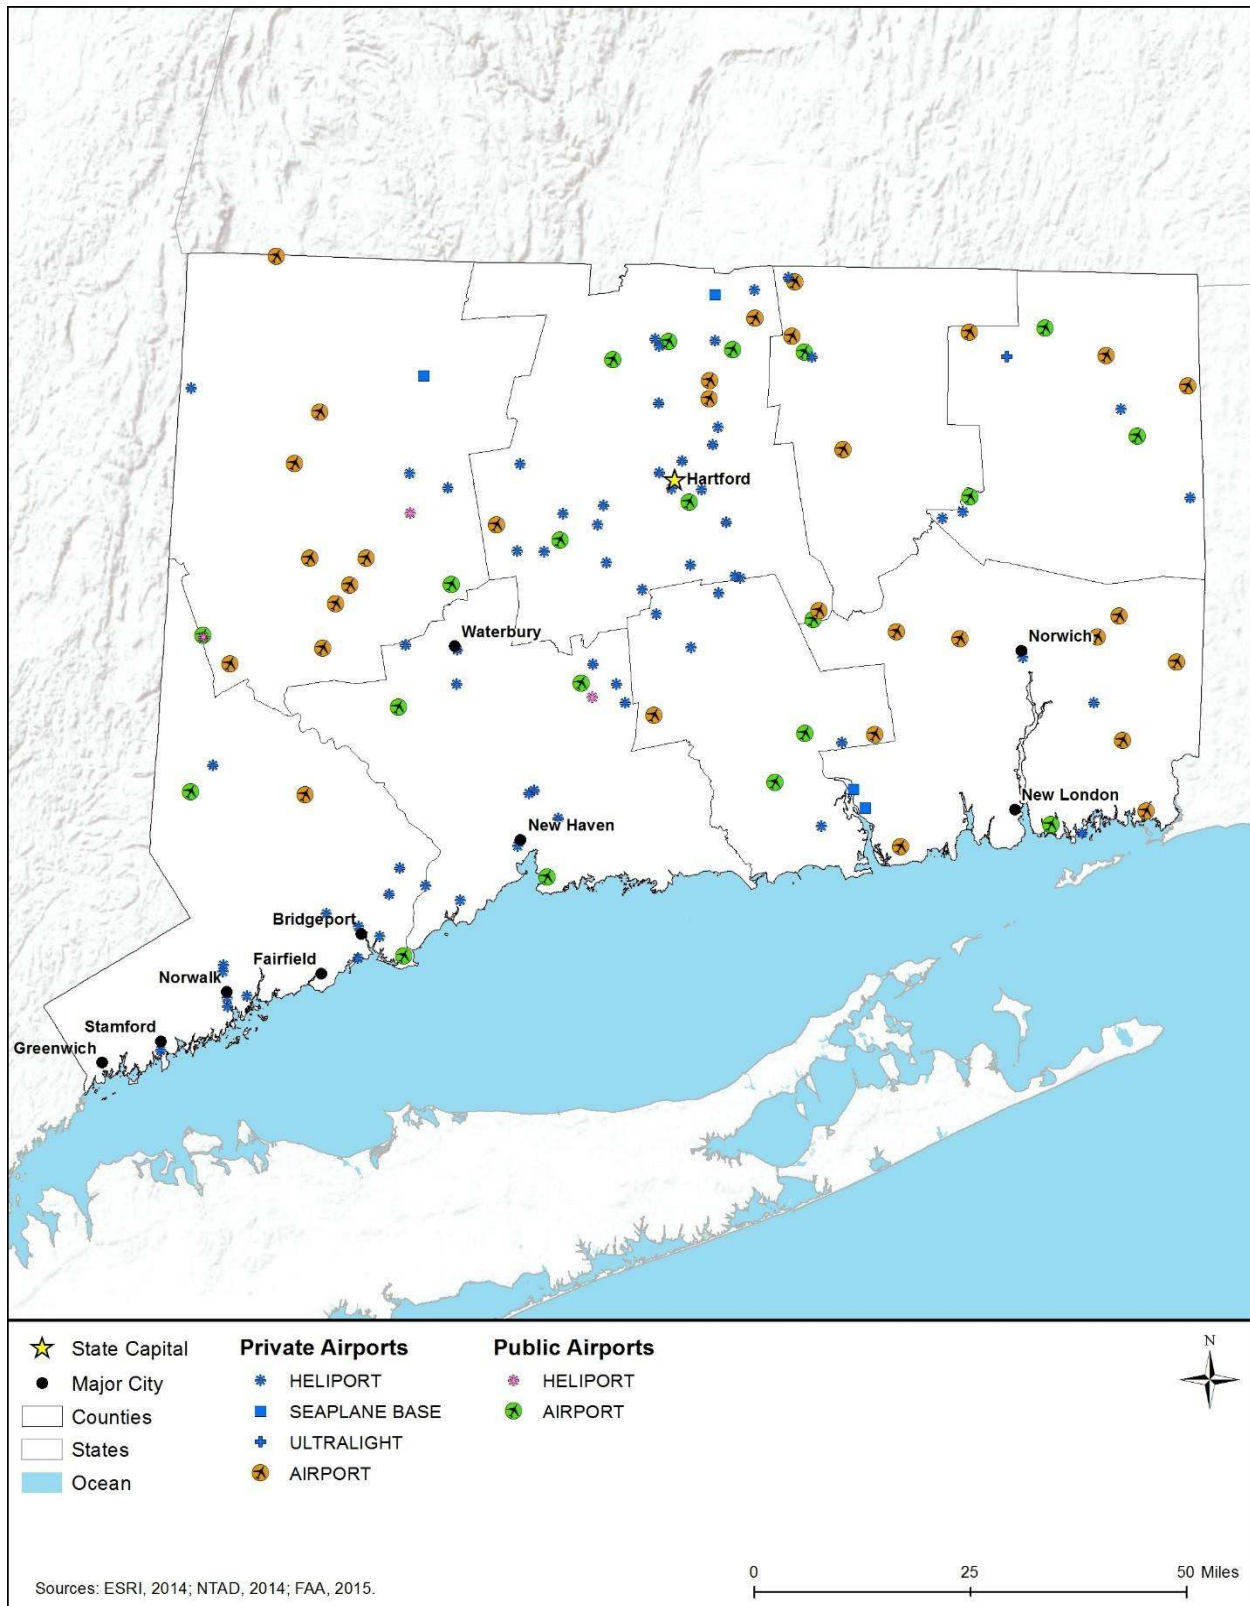 Hartford
Waterbury
Norwich
New London
New Haven
Bridgeport
Fairfield
Norwalk
Stamford
Greenwich
State Capital
Major City
Counties
States
Ocean
Private Airports
HELIPORT
SEAPLANE BASE
ULTRALIGHT
AIRPORT
Public Airports
HELIPORT
AIRPORT
N
Sources: ESRI, 2014; NTAD, 2014; FAA, 2015.
0 25 50 Miles